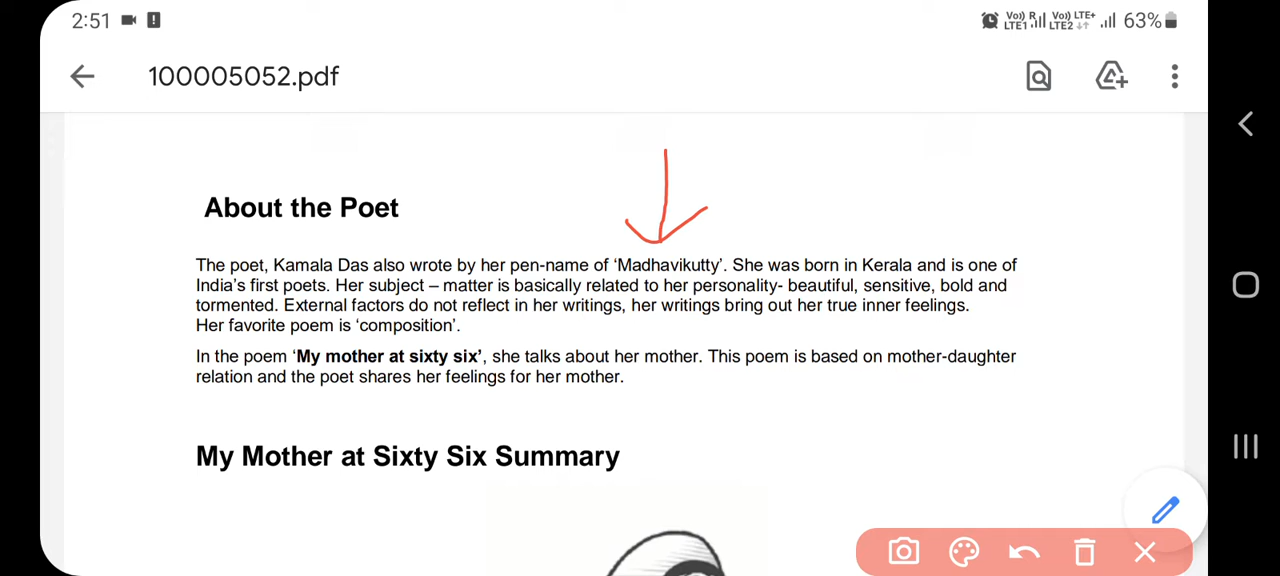 2:51
Vo)) R Vo)) LTE+
LTE1 LTE2 63%
100005052.pdf
About the Poet
The poet, Kamala Das also wrote by her pen-name of ‘Madhavikutty’. She was born in Kerala and is one of
India’s first poets. Her subject – matter is basically related to her personality- beautiful, sensitive, bold and
tormented. External factors do not reflect in her writings, her writings bring out her true inner feelings.
Her favorite poem is ‘composition’.
In the poem ‘My mother at sixty six’, she talks about her mother. This poem is based on mother-daughter
relation and the poet shares her feelings for her mother.
My Mother at Sixty Six Summary